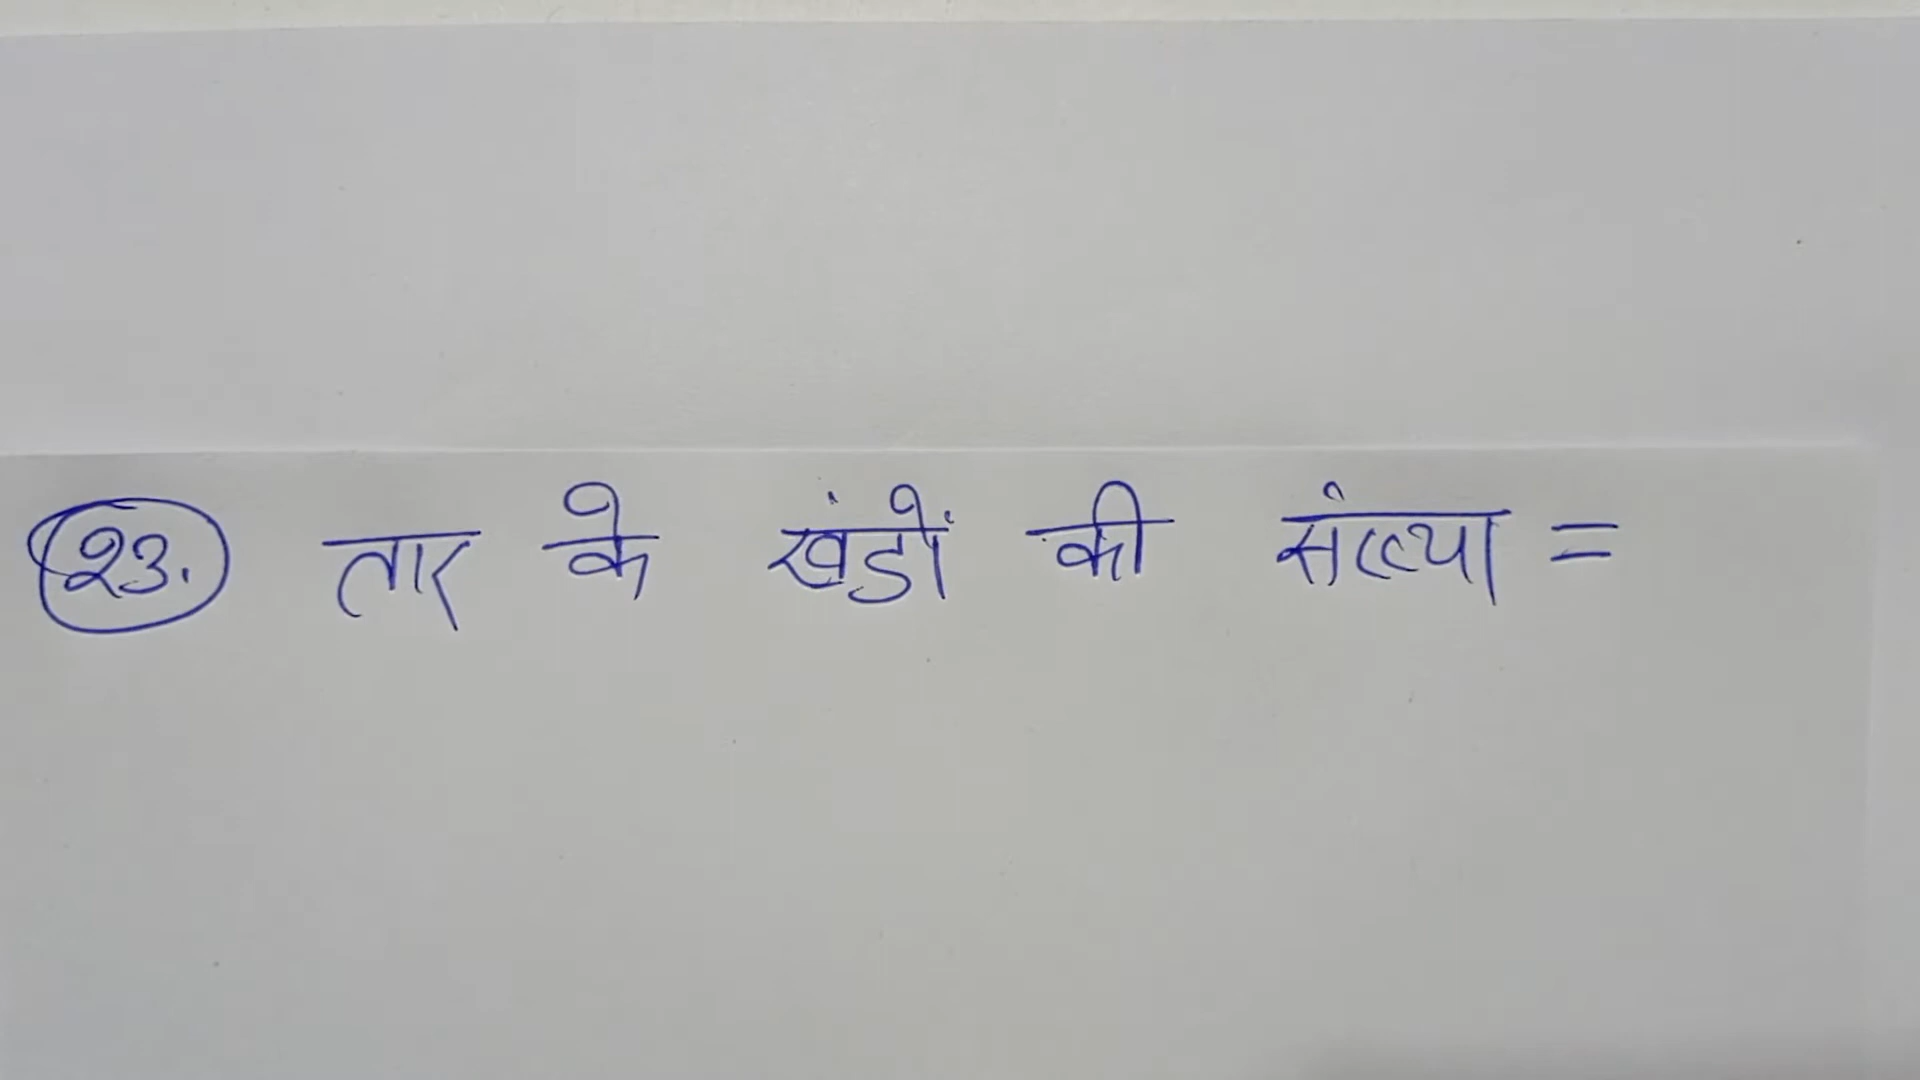 23. तार के खंडों की संख्या =